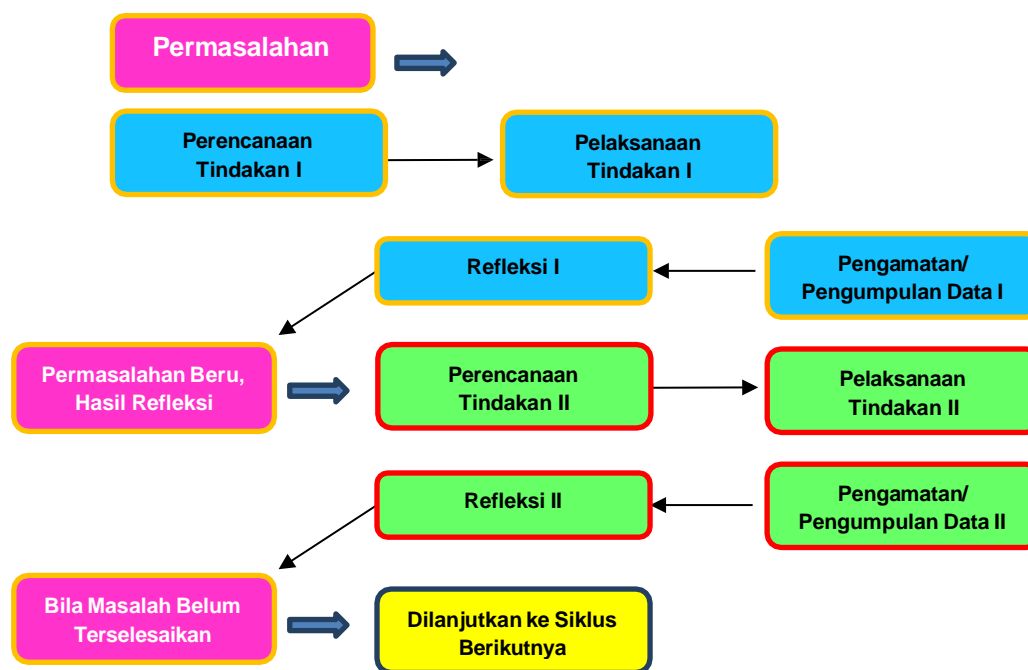 Permasalahan
Perencanaan
Tindakan I
Pelaksanaan
Tindakan I
Refleksi I
Pengamatan/
Pengumpulan Data I
Permasalahan Beru,
Hasil Refleksi
Perencanaan
Tindakan II
Pelaksanaan
Tindakan II
Refleksi II
Pengamatan/
Pengumpulan Data II
Bila Masalah Belum
Terselesaikan
Dilanjutkan ke Siklus
Berikutnya